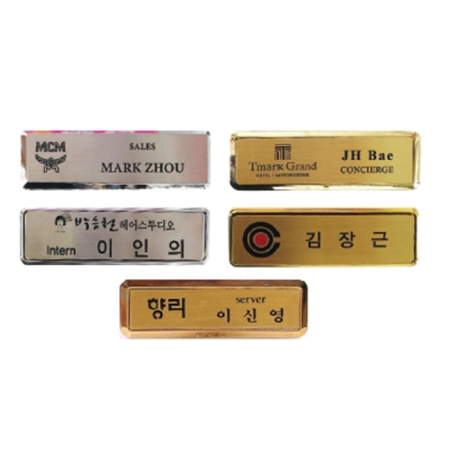 MCM
SALES
MARK ZHOU
Tmark Grand
JH Bae
CONCIERGE
박승철 헤어스투디오
Intern 이 인 의
김 장 근
향리
server
이 신 영